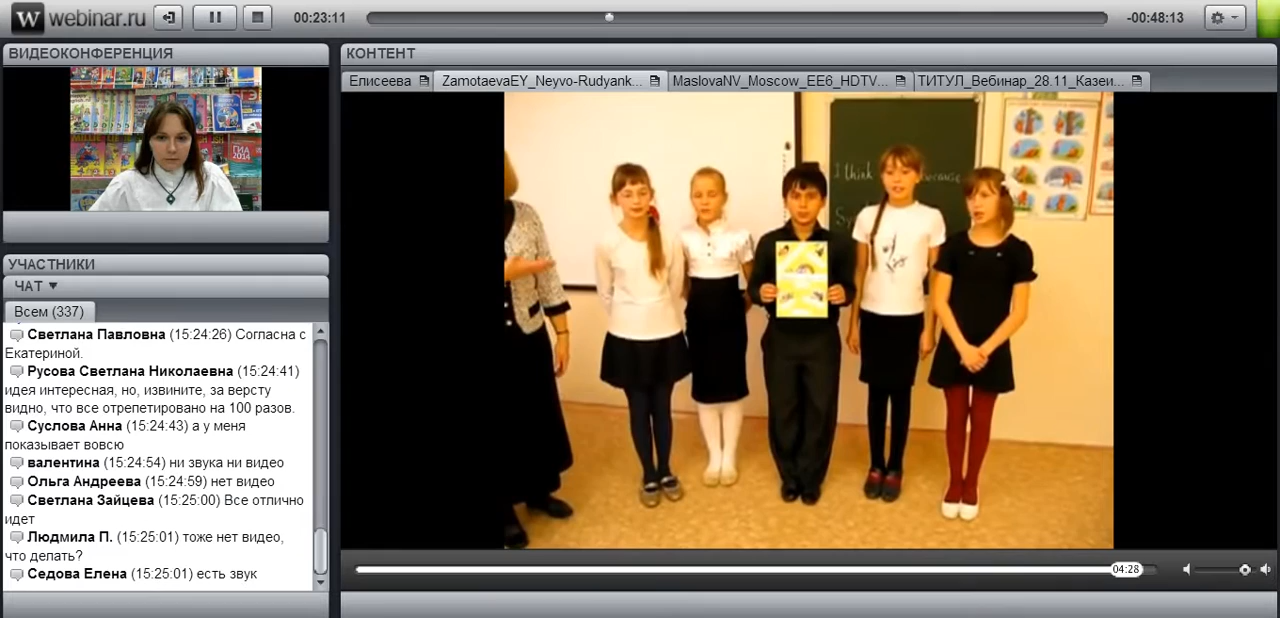 W webinar.ru
00:23:11
-00:48:13
ВИДЕОКОНФЕРЕНЦИЯ
ГИА
2014
УЧАСТНИКИ
ЧАТ
Всем (337)
Светлана Павловна (15:24:26) Согласна с
Екатериной.
Русова Светлана Николаевна (15:24:41)
идея интересная, но, извините, за версту
видно, что все отрепетировано на 100 разов.
Суслова Анна (15:24:43) а у меня
показывает вовсю
валентина (15:24:54) ни звука ни видео
Ольга Андреева (15:24:59) нет видео
Светлана Зайцева (15:25:00) Все отлично
идет
Людмила П. (15:25:01) тоже нет видео,
что делать?
Седова Елена (15:25:01) есть звук
КОНТЕНТ
Елисеева
ZamotaevaEY_Neyvo-Rudyank...
MaslovaNV_Moscow_EE6_HDTV...
ТИТУЛ_Вебинар_28.11_Казеи...
I think because
04:28